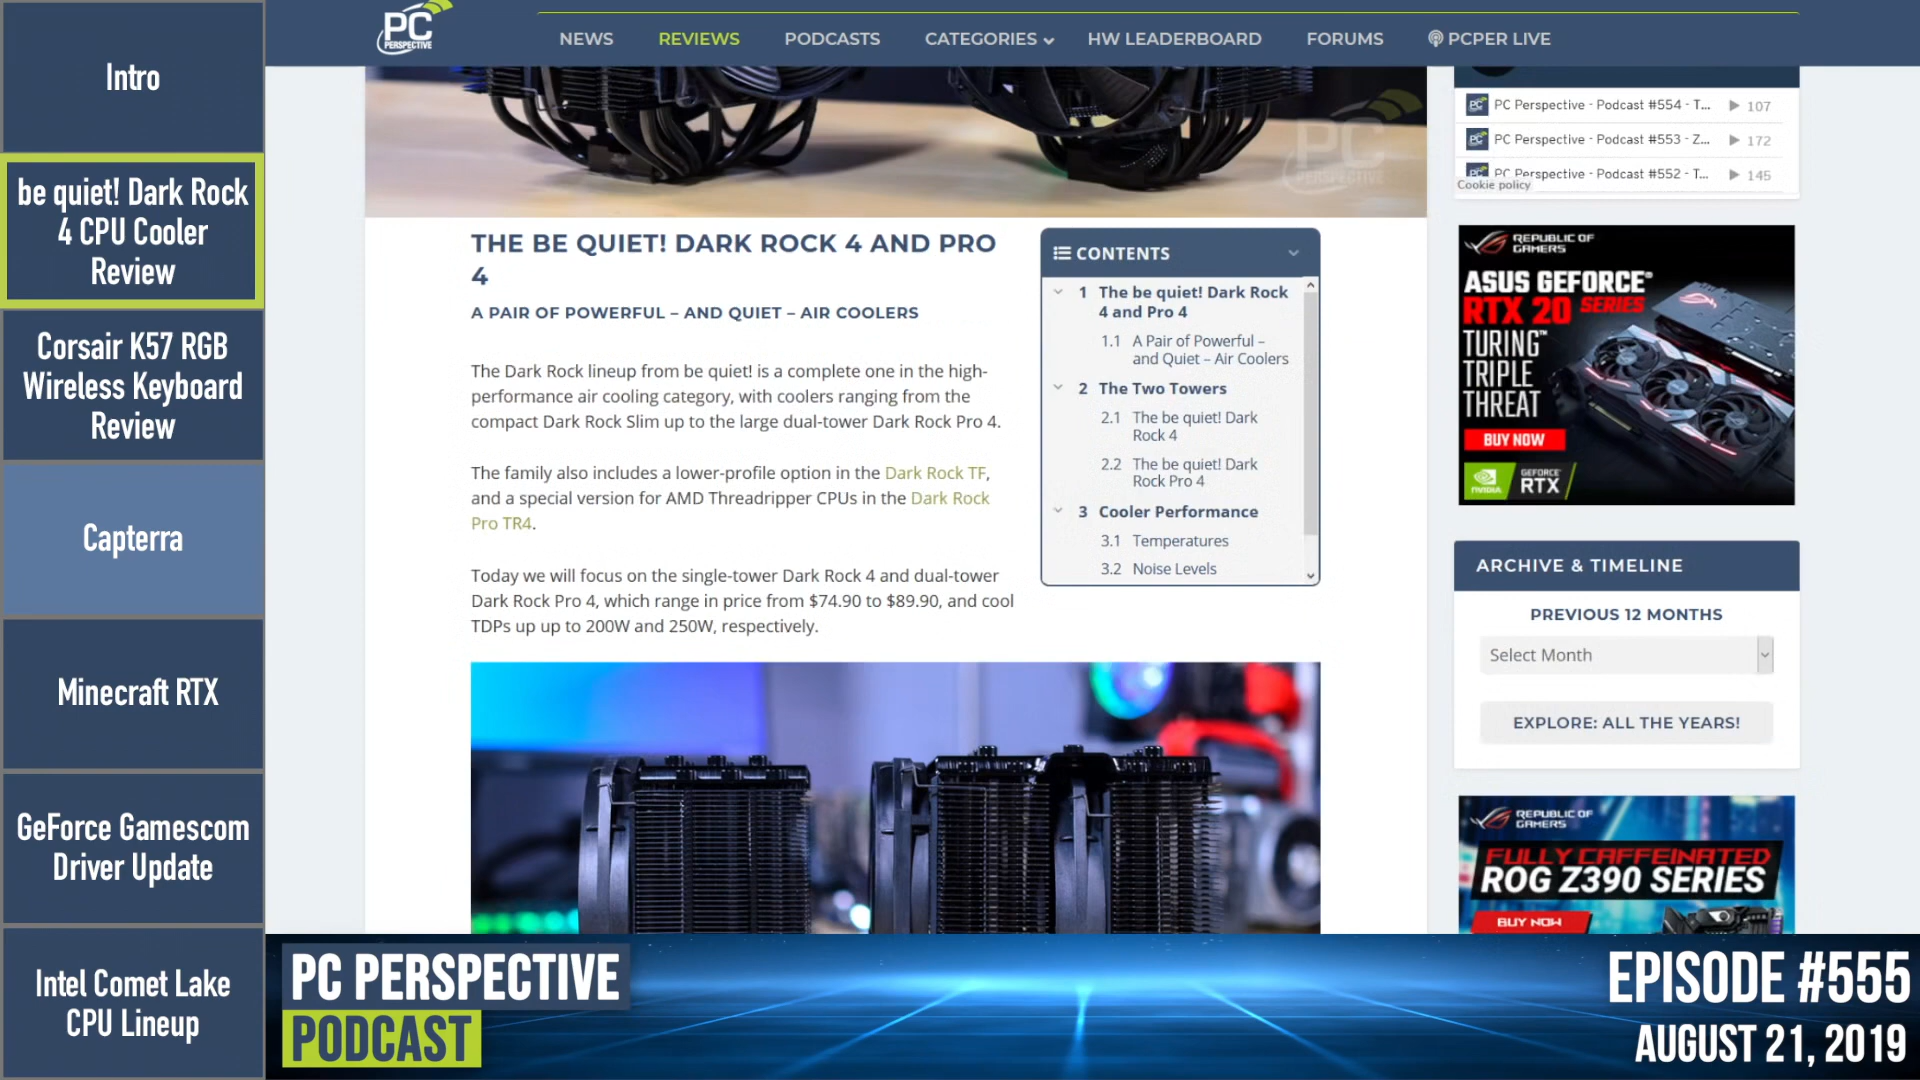 Intro
be quiet! Dark Rock
4 CPU Cooler
Review
Corsair K57 RGB
Wireless Keyboard
Review
Capterra
Minecraft RTX
GeForce Gamescom
Driver Update
Intel Comet Lake
CPU Lineup
PC
PERSPECTIVE
NEWS
REVIEWS
PODCASTS
CATEGORIES
HW LEADERBOARD
FORUMS
PCPER LIVE
PC
PERSPECTIVE
THE BE QUIET! DARK ROCK 4 AND PRO
4
A PAIR OF POWERFUL – AND QUIET – AIR COOLERS
The Dark Rock lineup from be quiet! is a complete one in the high-
performance air cooling category, with coolers ranging from the
compact Dark Rock Slim up to the large dual-tower Dark Rock Pro 4.
The family also includes a lower-profile option in the Dark Rock TF,
and a special version for AMD Threadripper CPUs in the Dark Rock
Pro TR4.
Today we will focus on the single-tower Dark Rock 4 and dual-tower
Dark Rock Pro 4, which range in price from $74.90 to $89.90, and cool
TDPs up up to 200W and 250W, respectively.
CONTENTS
1 The be quiet! Dark Rock
4 and Pro 4
1.1 A Pair of Powerful –
and Quiet – Air Coolers
2 The Two Towers
2.1 The be quiet! Dark
Rock 4
2.2 The be quiet! Dark
Rock Pro 4
3 Cooler Performance
3.1 Temperatures
3.2 Noise Levels
PC Perspective - Podcast #554 - T... 107
PC Perspective - Podcast #553 - Z... 172
PC Perspective - Podcast #552 - T... 145
Cookie policy
REPUBLIC OF
GAMERS
ASUS GEFORCE®
RTX 20 SERIES
TURING™
TRIPLE
THREAT
BUY NOW
NVIDIA
GEFORCE
RTX
ARCHIVE & TIMELINE
PREVIOUS 12 MONTHS
Select Month
EXPLORE: ALL THE YEARS!
REPUBLIC OF
GAMERS
FULLY CAFFEINATED
ROG Z390 SERIES
BUY NOW
PC PERSPECTIVE
PODCAST
EPISODE #555
AUGUST 21, 2019